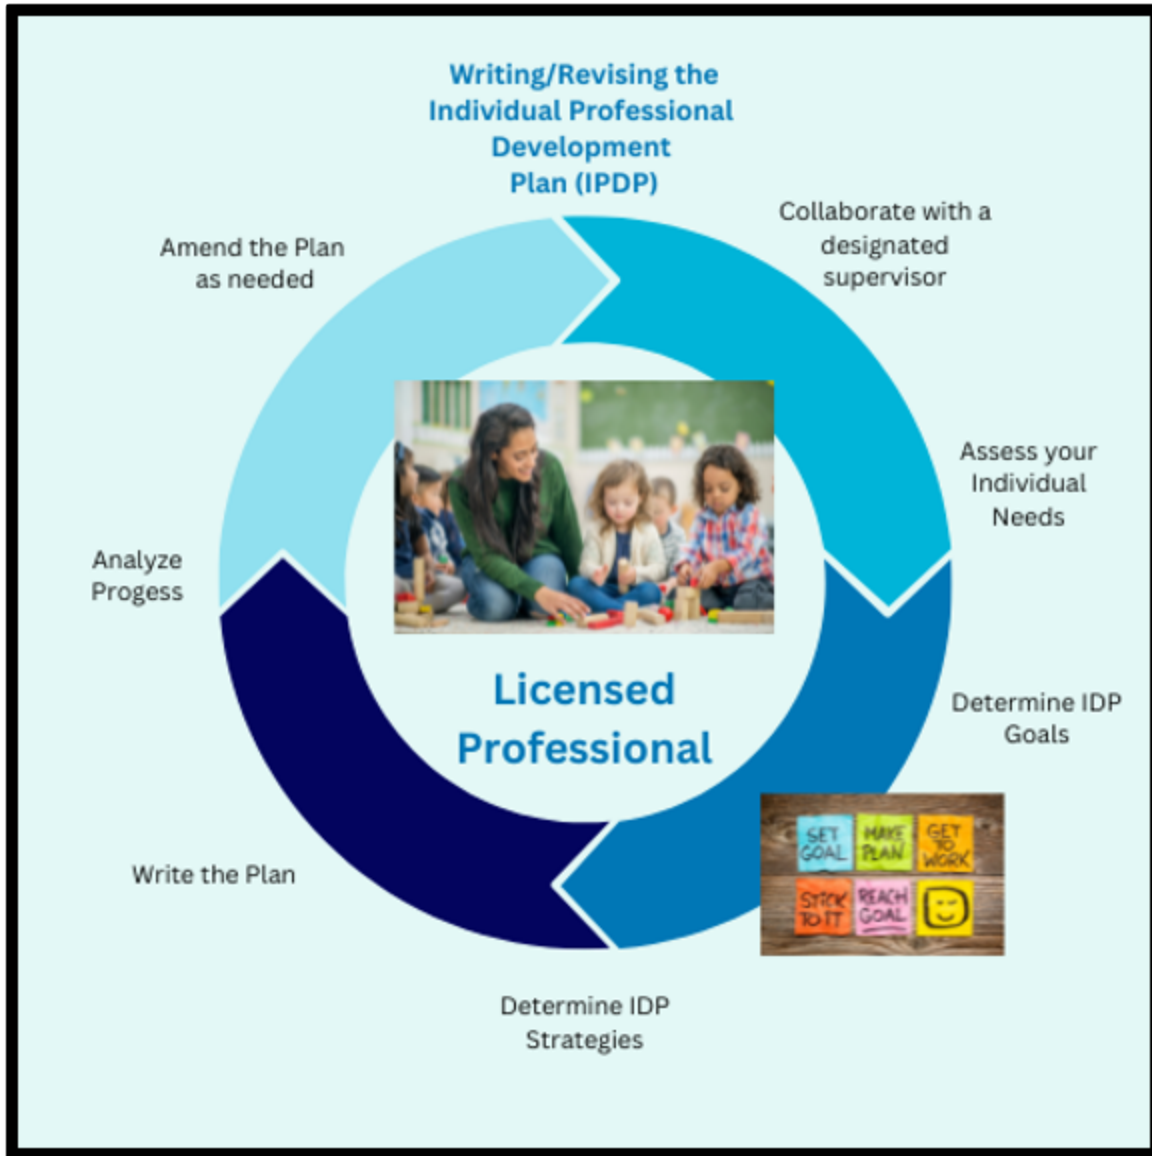 Writing/Revising the
Individual Professional
Development
Plan (IPDP)
Collaborate with a
designated
supervisor
Assess your
Individual
Needs
Determine IDP
Goals
SET
GOAL
MAKE
PLAN
GET
TO
WORK
STICK
TO IT
REACH
GOAL
Determine IDP
Strategies
Write the Plan
Analyze
Progess
Amend the Plan
as needed
Licensed
Professional